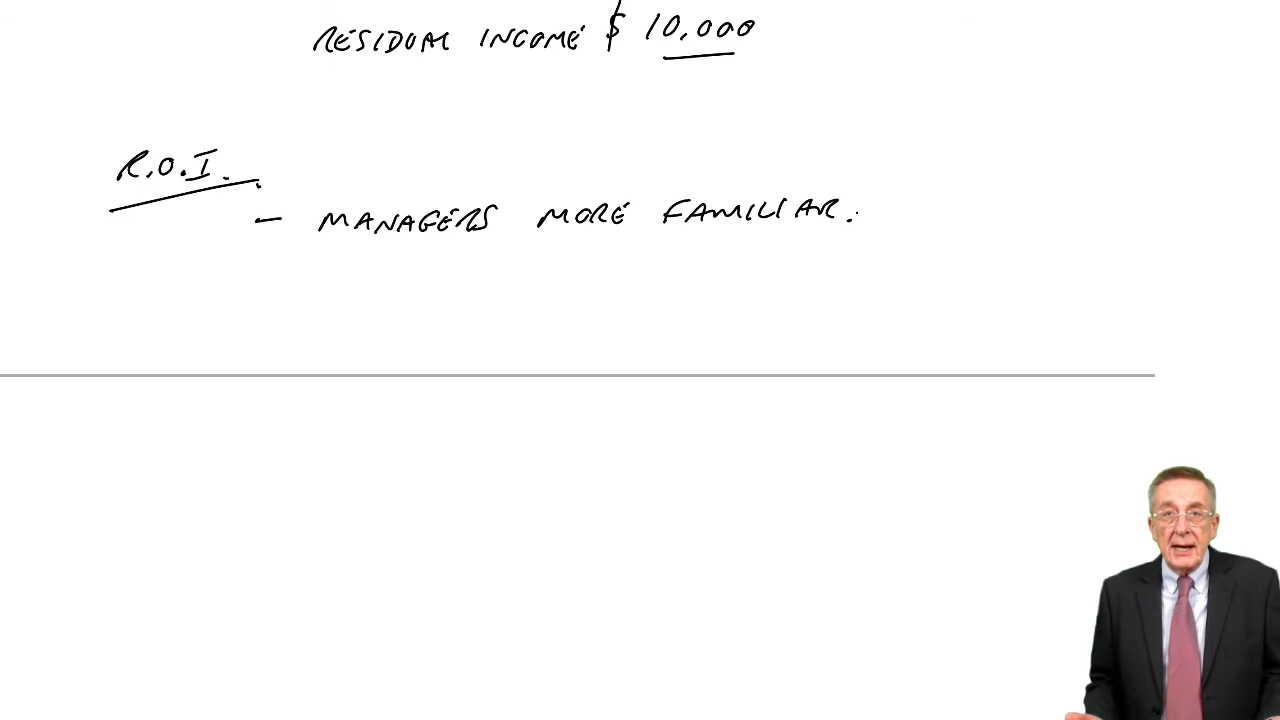 RESIDUAL INCOME $ 10,000
R.O.I.
- MANAGERS MORE FAMILIAR.